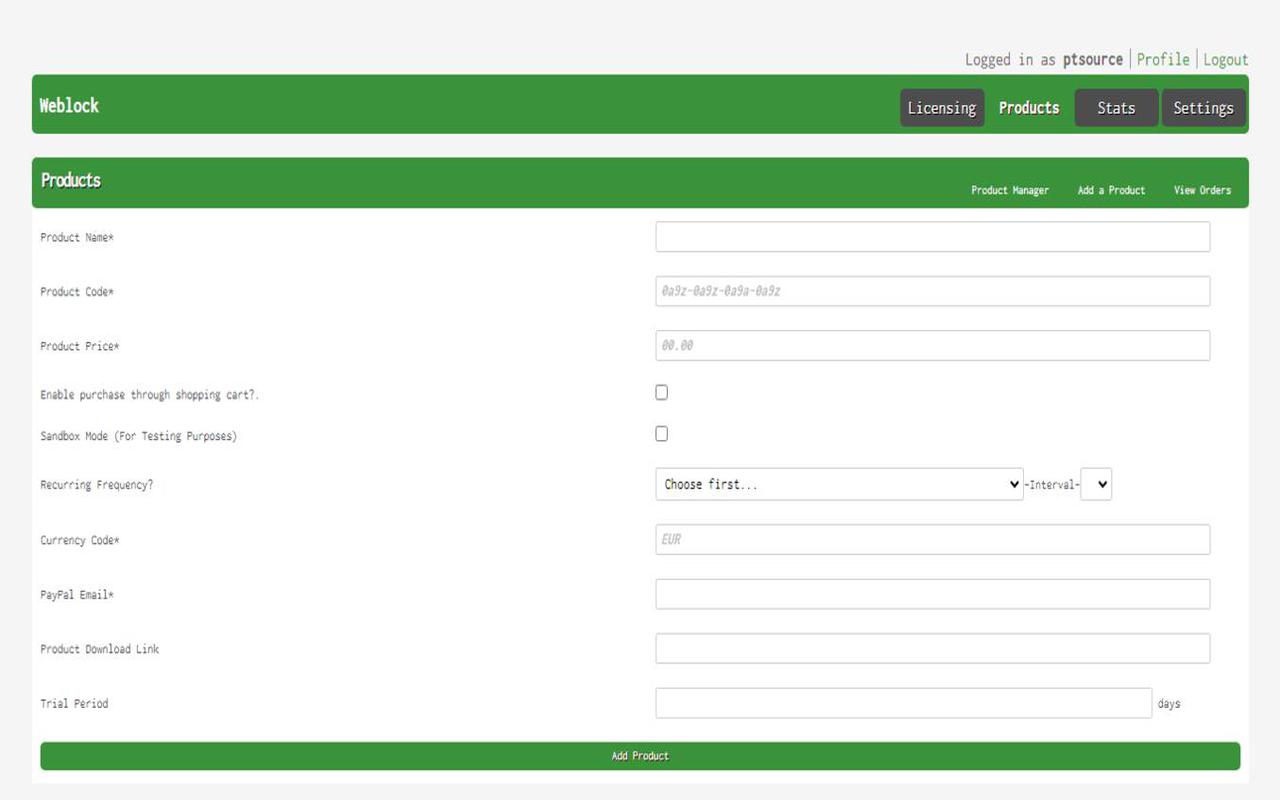 Logged in as ptsource | Profile | Logout
Weblock
Licensing Products Stats Settings
Products
Product Manager Add a Product View Orders
Product Name*
Product Code* 0a9z-0a9z-0a9a-0a9z
Product Price* 00.00
Enable purchase through shopping cart?.
Sandbox Mode (For Testing Purposes)
Recurring Frequency? Choose first... -Interval-
Currency Code* EUR
PayPal Email*
Product Download Link
Trial Period days
Add Product